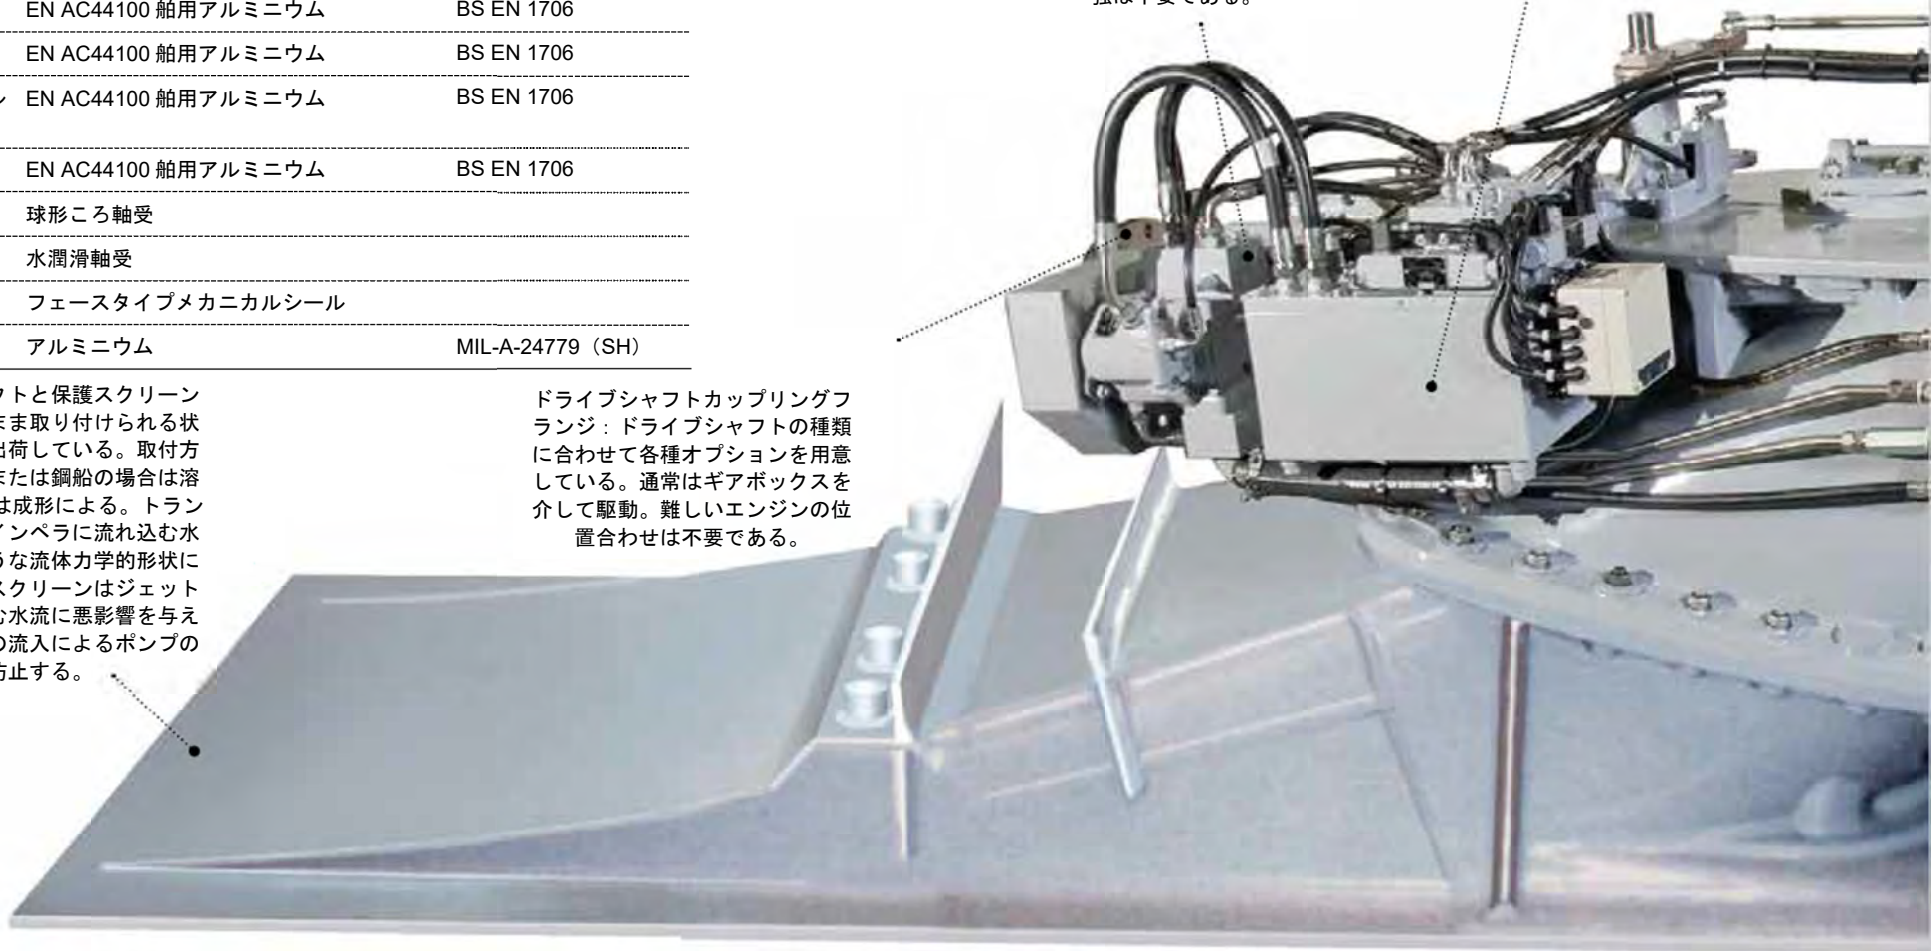 EN AC44100 舶用アルミニウム BS EN 1706
EN AC44100 舶用アルミニウム BS EN 1706
EN AC44100 舶用アルミニウム BS EN 1706
EN AC44100 舶用アルミニウム BS EN 1706
球形ころ軸受
水潤滑軸受
フェースタイプメカニカルシール
アルミニウム MIL-A-24779（SH）
クトと保護スクリーン
まま取り付けられる状
出荷している。取付方
または鋼船の場合は溶
は成形による。トラン
インペラに流れ込む水
うな流体力学的形状に
スクリーンはジェット
む水流に悪影響を与え
の流入によるポンプの
防止する。
ドライブシャフトカップリングフ
ランジ：ドライブシャフトの種類
に合わせて各種オプションを用意
している。通常はギアボックスを
介して駆動。難しいエンジンの位
置合わせは不要である。
強は不要である。